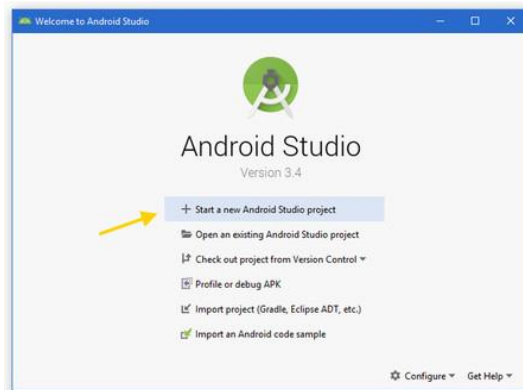 Welcome to Android Studio
Android Studio
Version 3.4
Start a new Android Studio project
Open an existing Android Studio project
Check out project from Version Control
Profile or debug APK
Import project (Gradle, Eclipse ADT, etc.)
Import an Android code sample
Configure Get Help